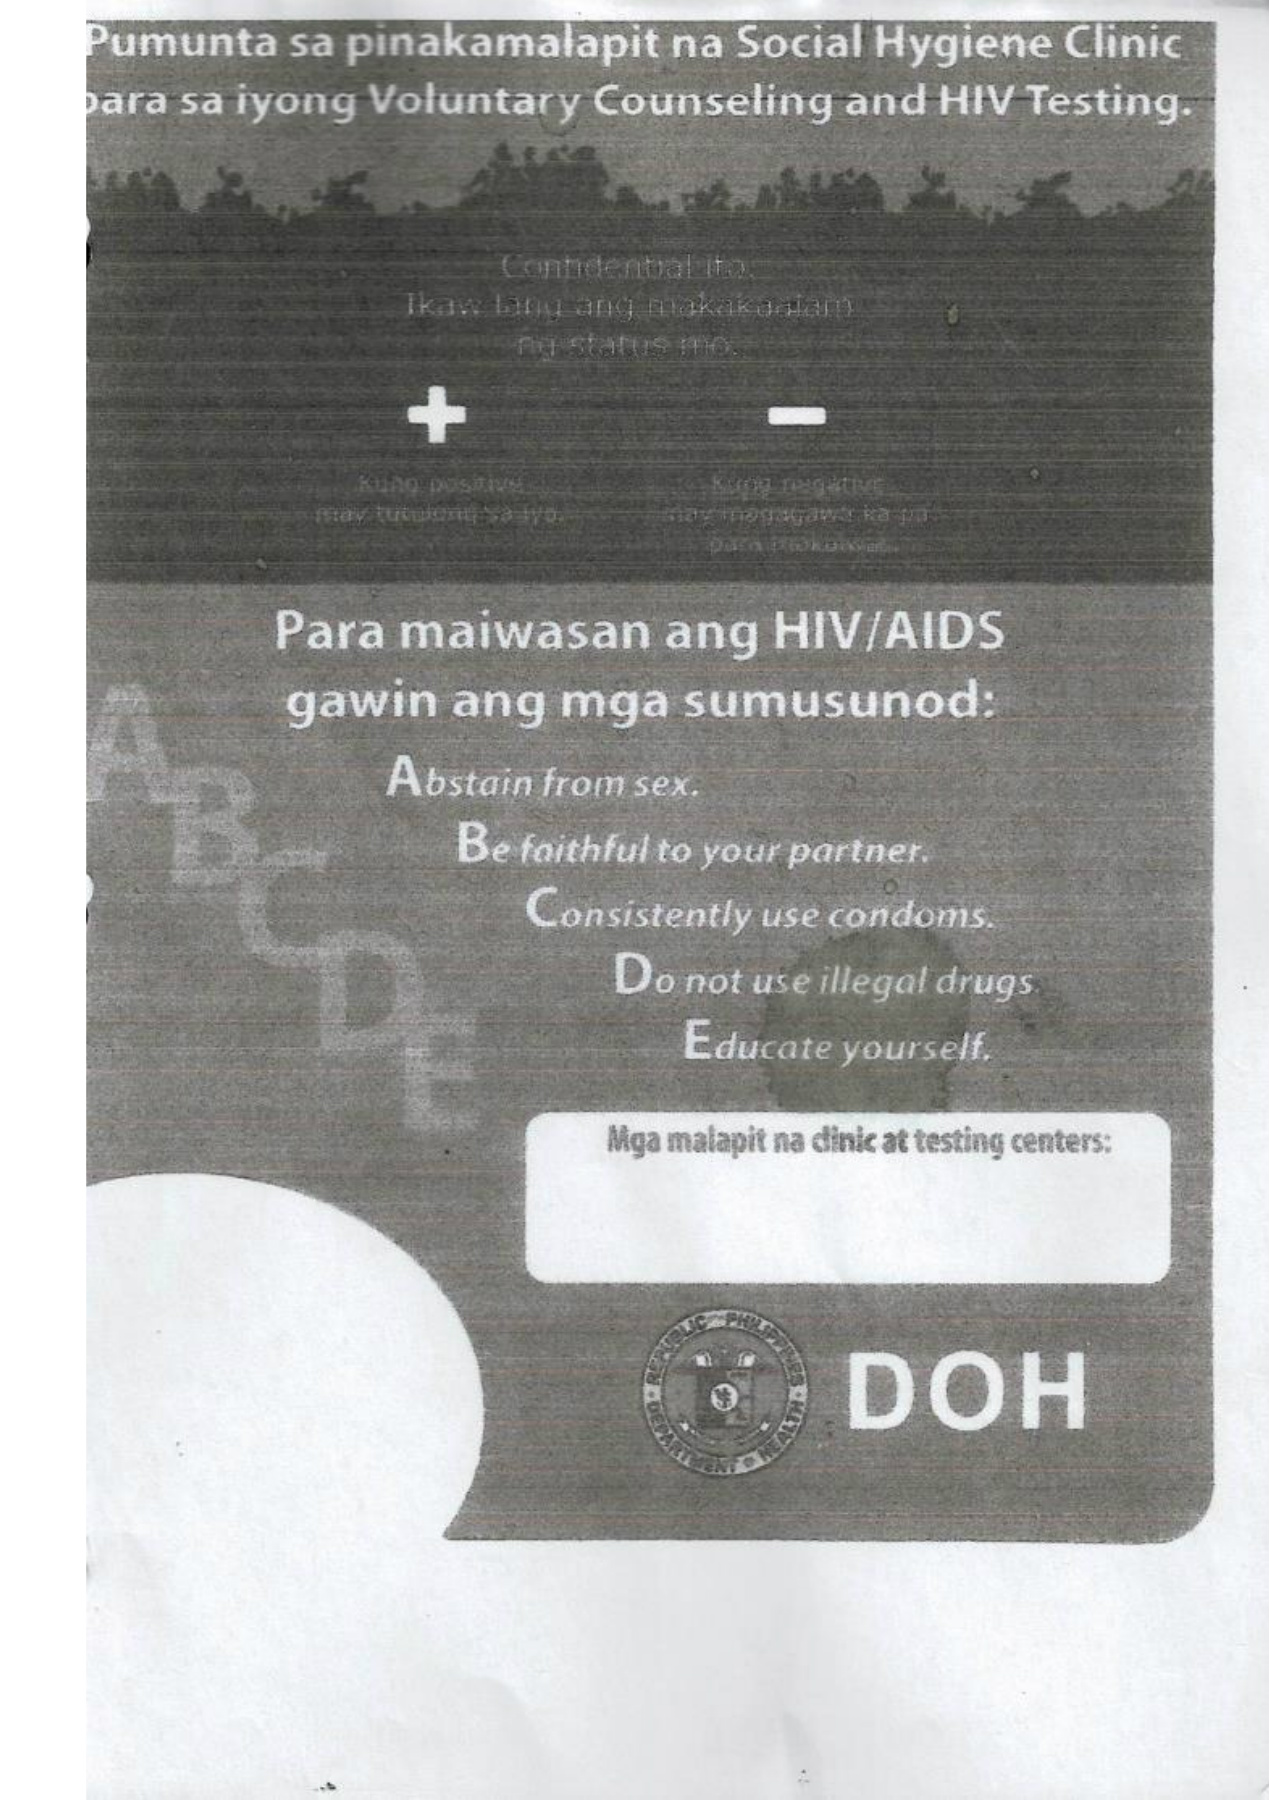 Pumunta sa pinakamalapit na Social Hygiene Clinic
para sa iyong Voluntary Counseling and HIV Testing.
Confidential ito.
Ikaw lang ang makakaalam
ng status mo.
+ −
Kung positive
may tutulong sa iyo.
Kung negative
may magagawa ka pa
para
Para maiwasan ang HIV/AIDS
gawin ang mga sumusunod:
Abstain from sex.
Be faithful to your partner.
Consistently use condoms.
Do not use illegal drugs.
Educate yourself.
A
B
C
D
E
Mga malapit na clinic at testing centers:
REPUBLIC PHILIPPINES
DEPARTMENT HEALTH
DOH